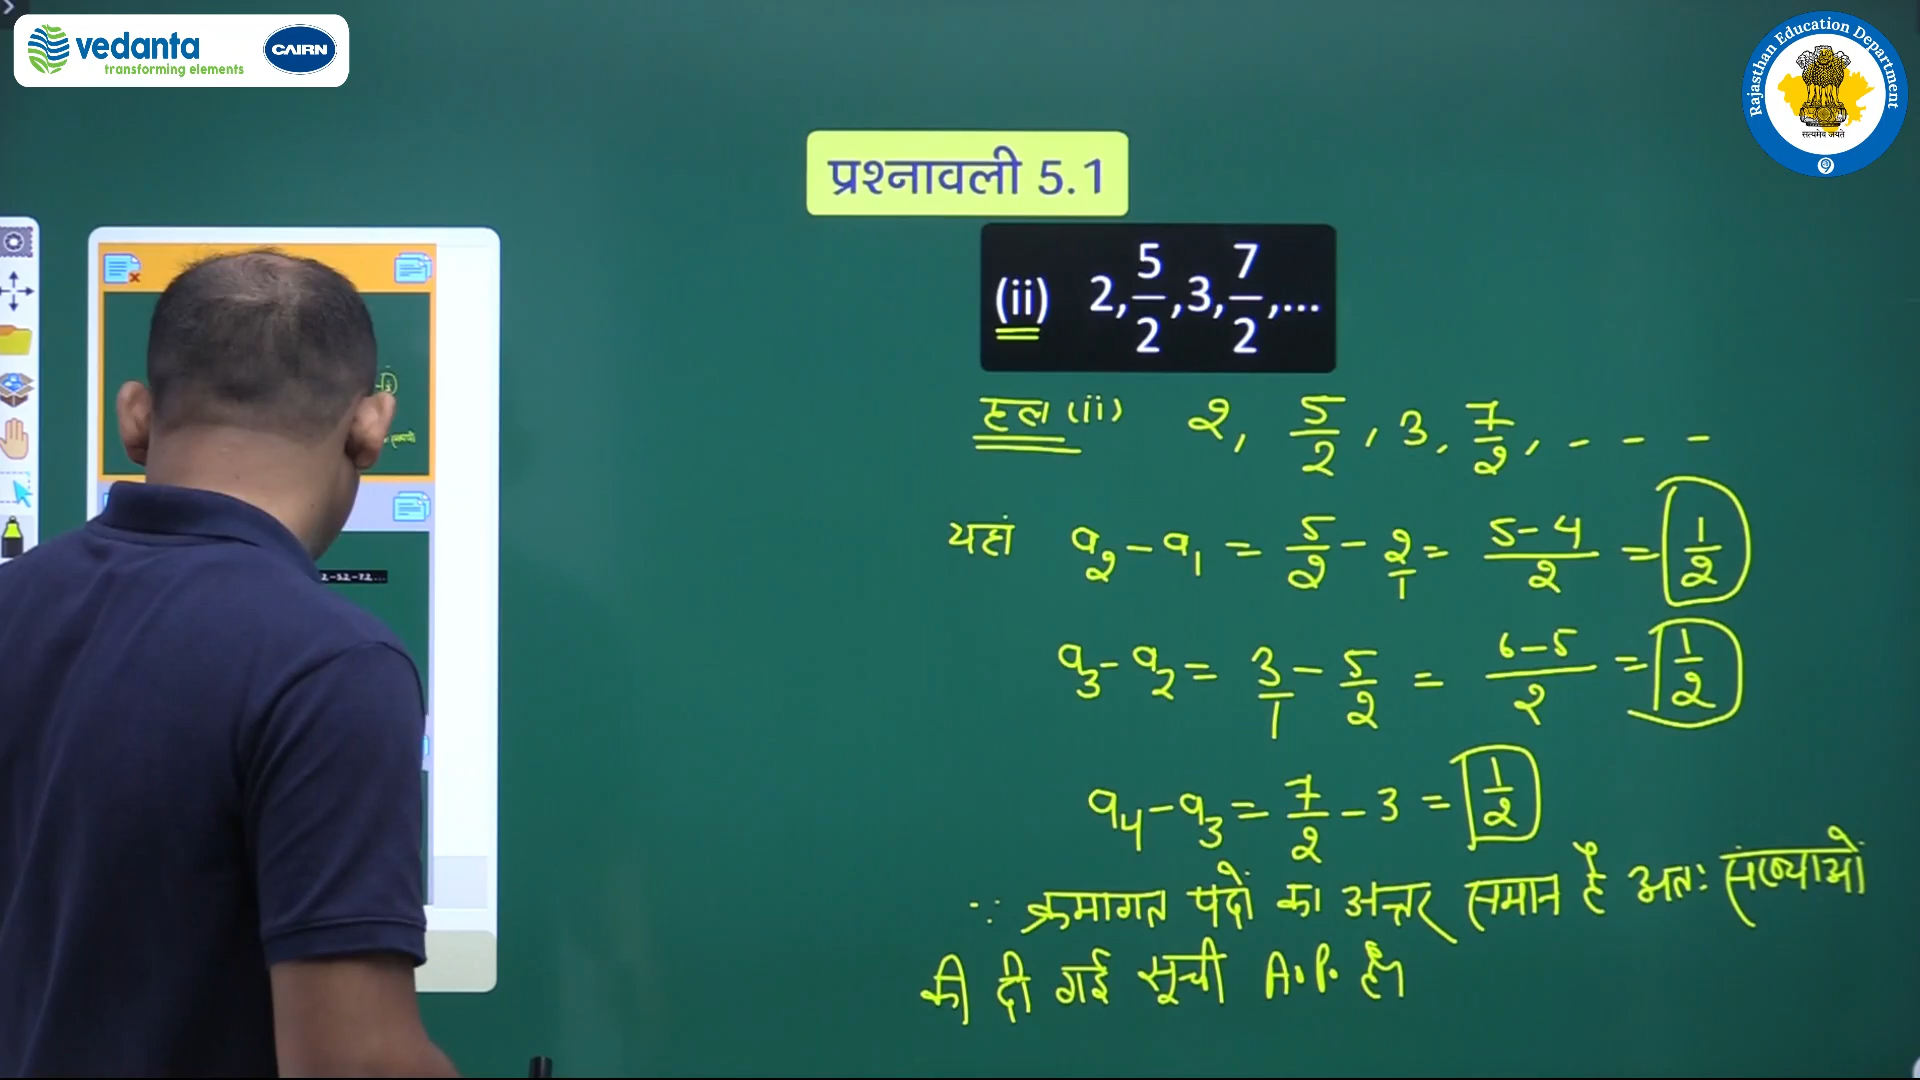 vedanta
transforming elements
CAIRN
Rajasthan Education Department
सत्यमेव जयते
प्रश्नावली 5.1
(ii) 2, 5/2, 3, 7/2, ...
हल (ii) 2, 5/2, 3, 7/2, - - -
यहां a₂ - a₁ = 5/2 - 2/1 = 5-4/2 = 1/2
a₃ - a₂ = 3/1 - 5/2 = 6-5/2 = 1/2
a₄ - a₃ = 7/2 - 3 = 1/2
∵ क्रमागत पदों का अन्तर समान है अतः संख्याओं
की दी गई सूची A.P. है।